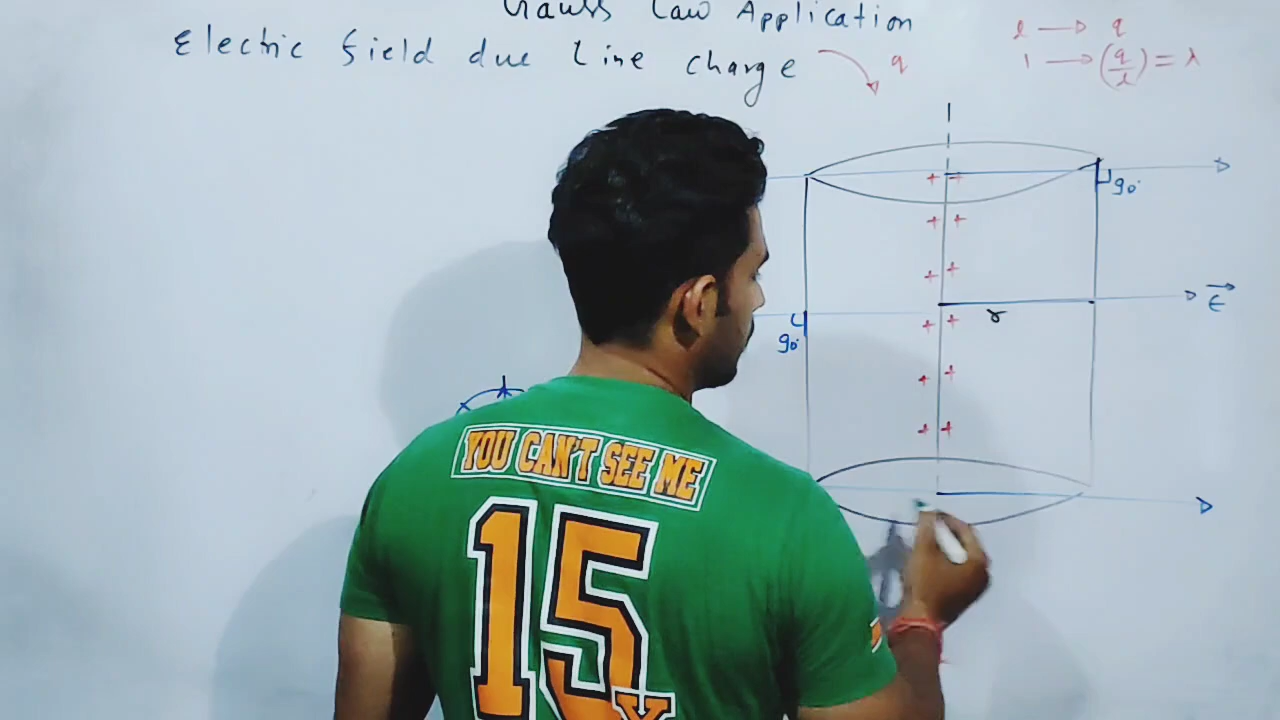 Gauss Law Application
Electric field due line charge
q
l → q
1 → (q/l) = λ
90°
E
r
90°
YOU CAN'T SEE ME
15